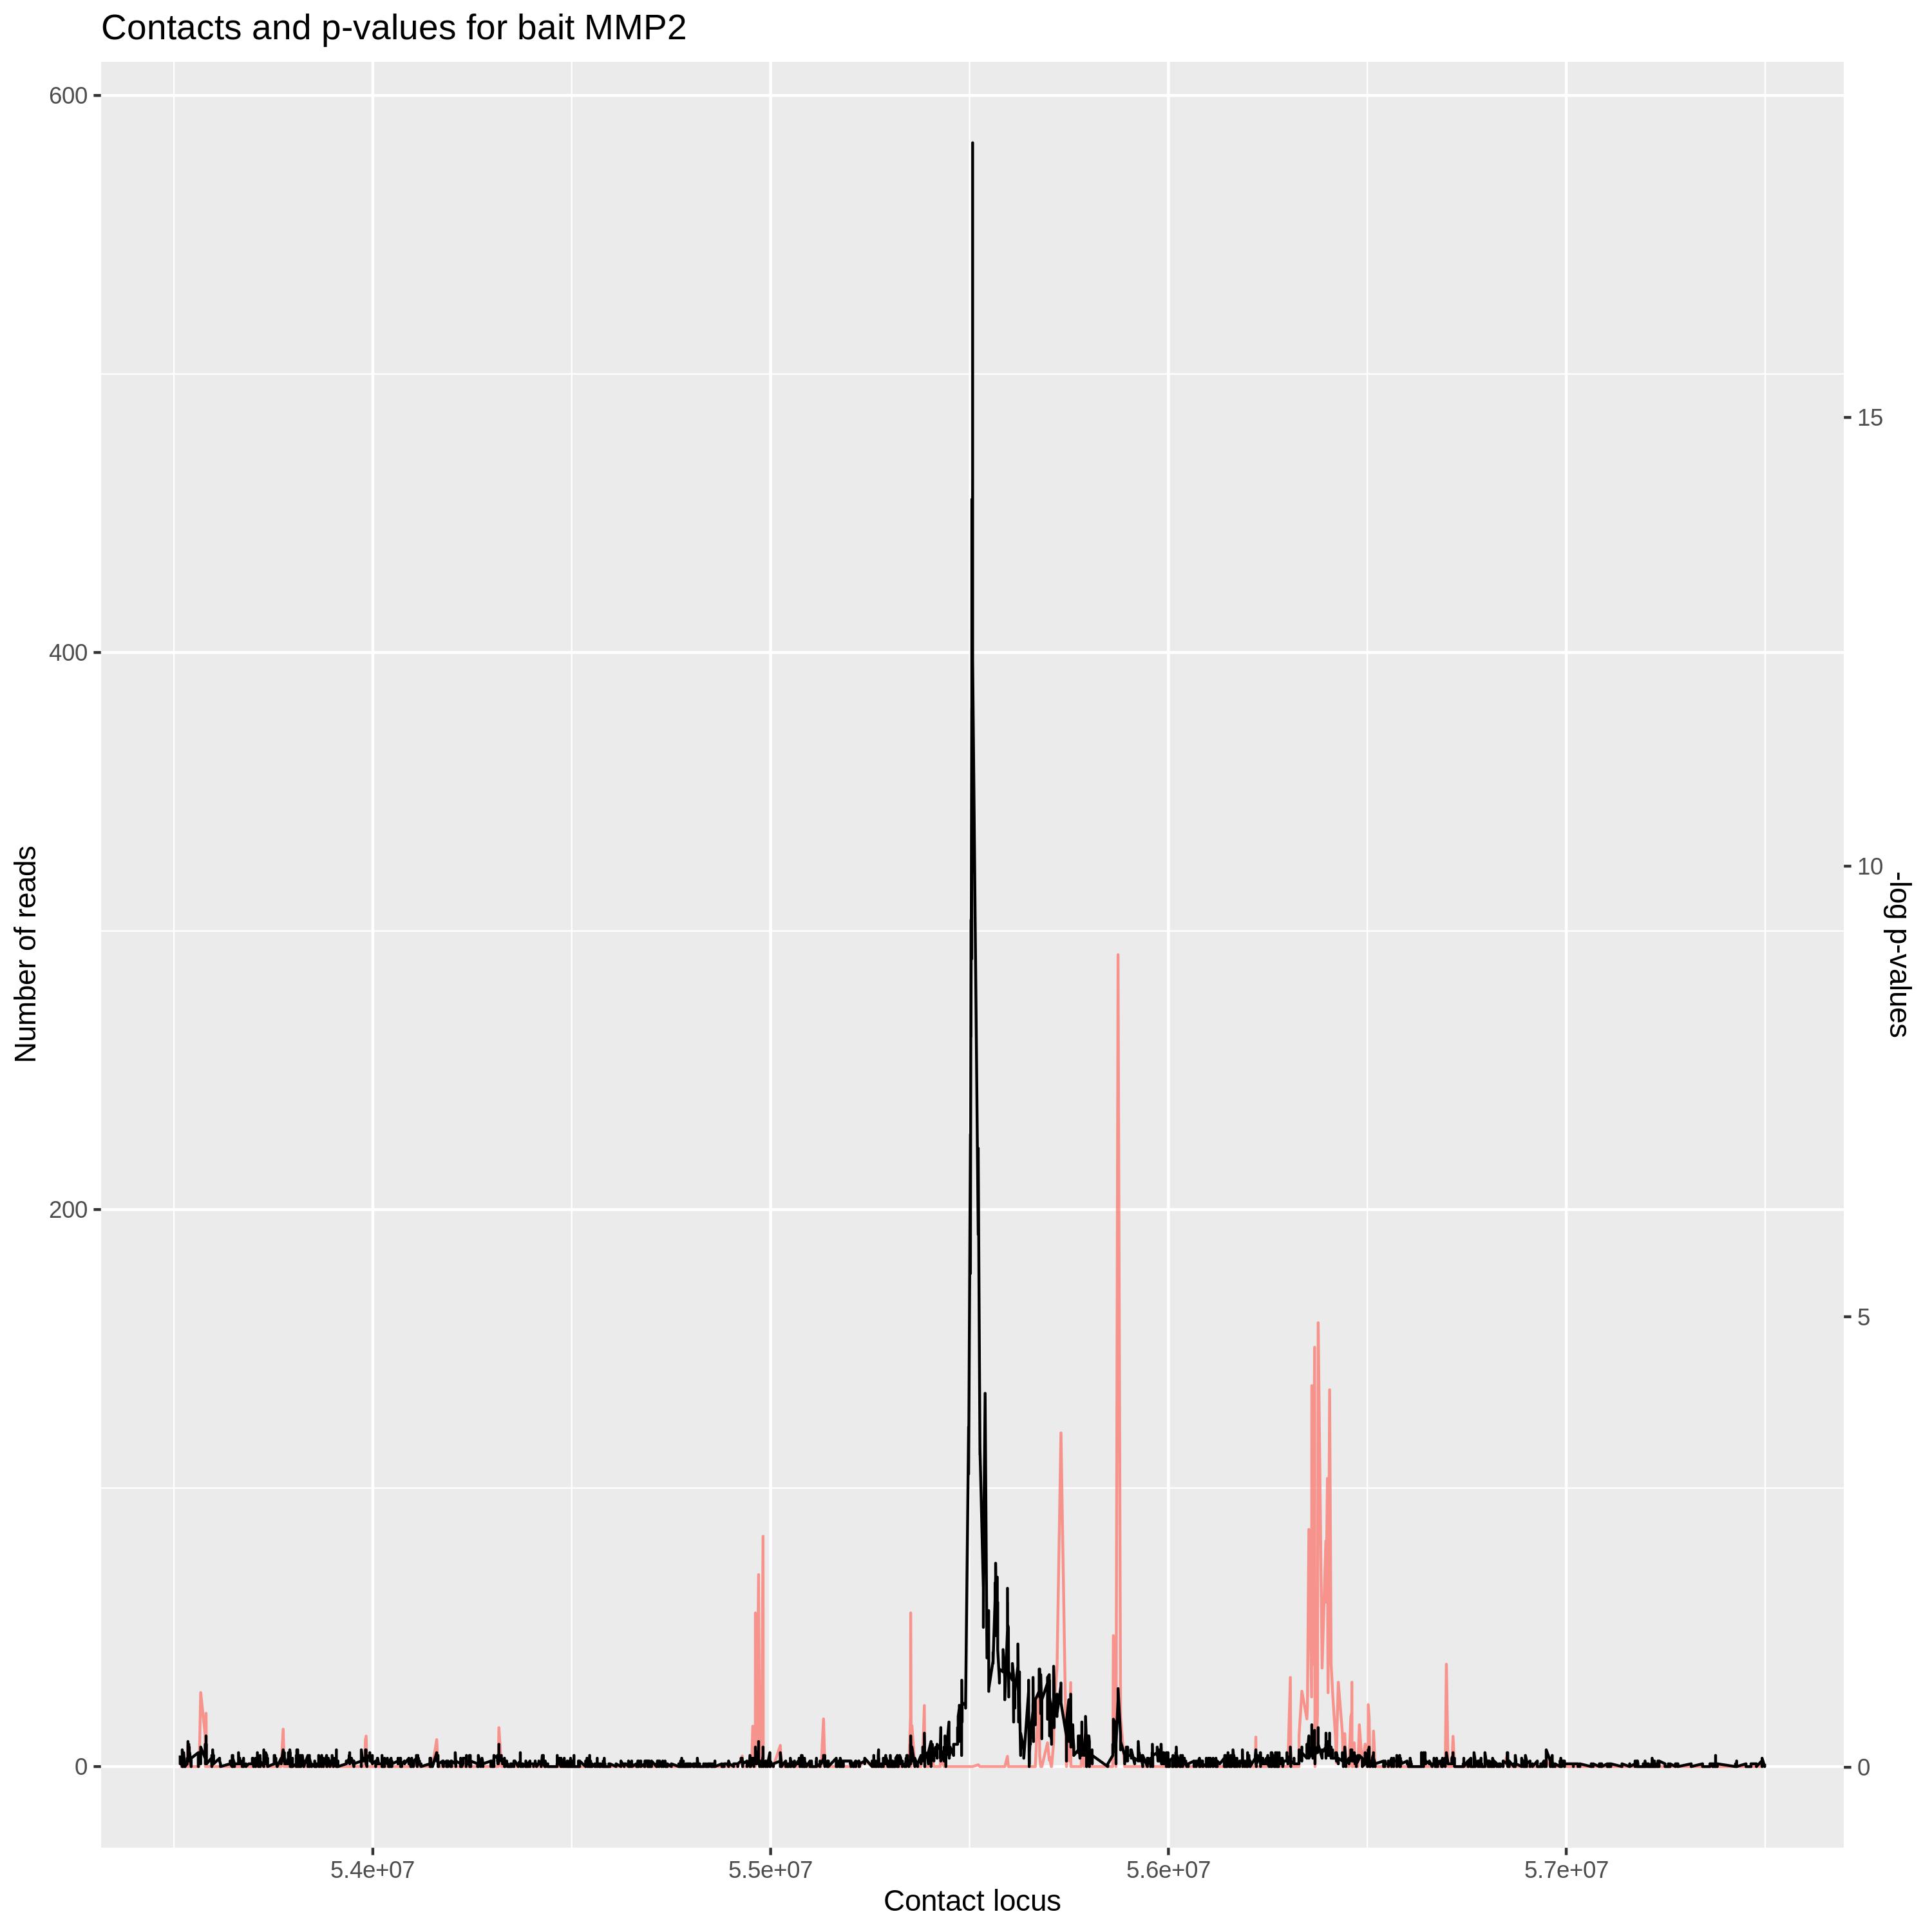 Contacts and p-values for bait MMP2
600
400
200
0
Number of reads
15
10
5
0
-log p-values
5.4e+07
5.5e+07
5.6e+07
5.7e+07
Contact locus